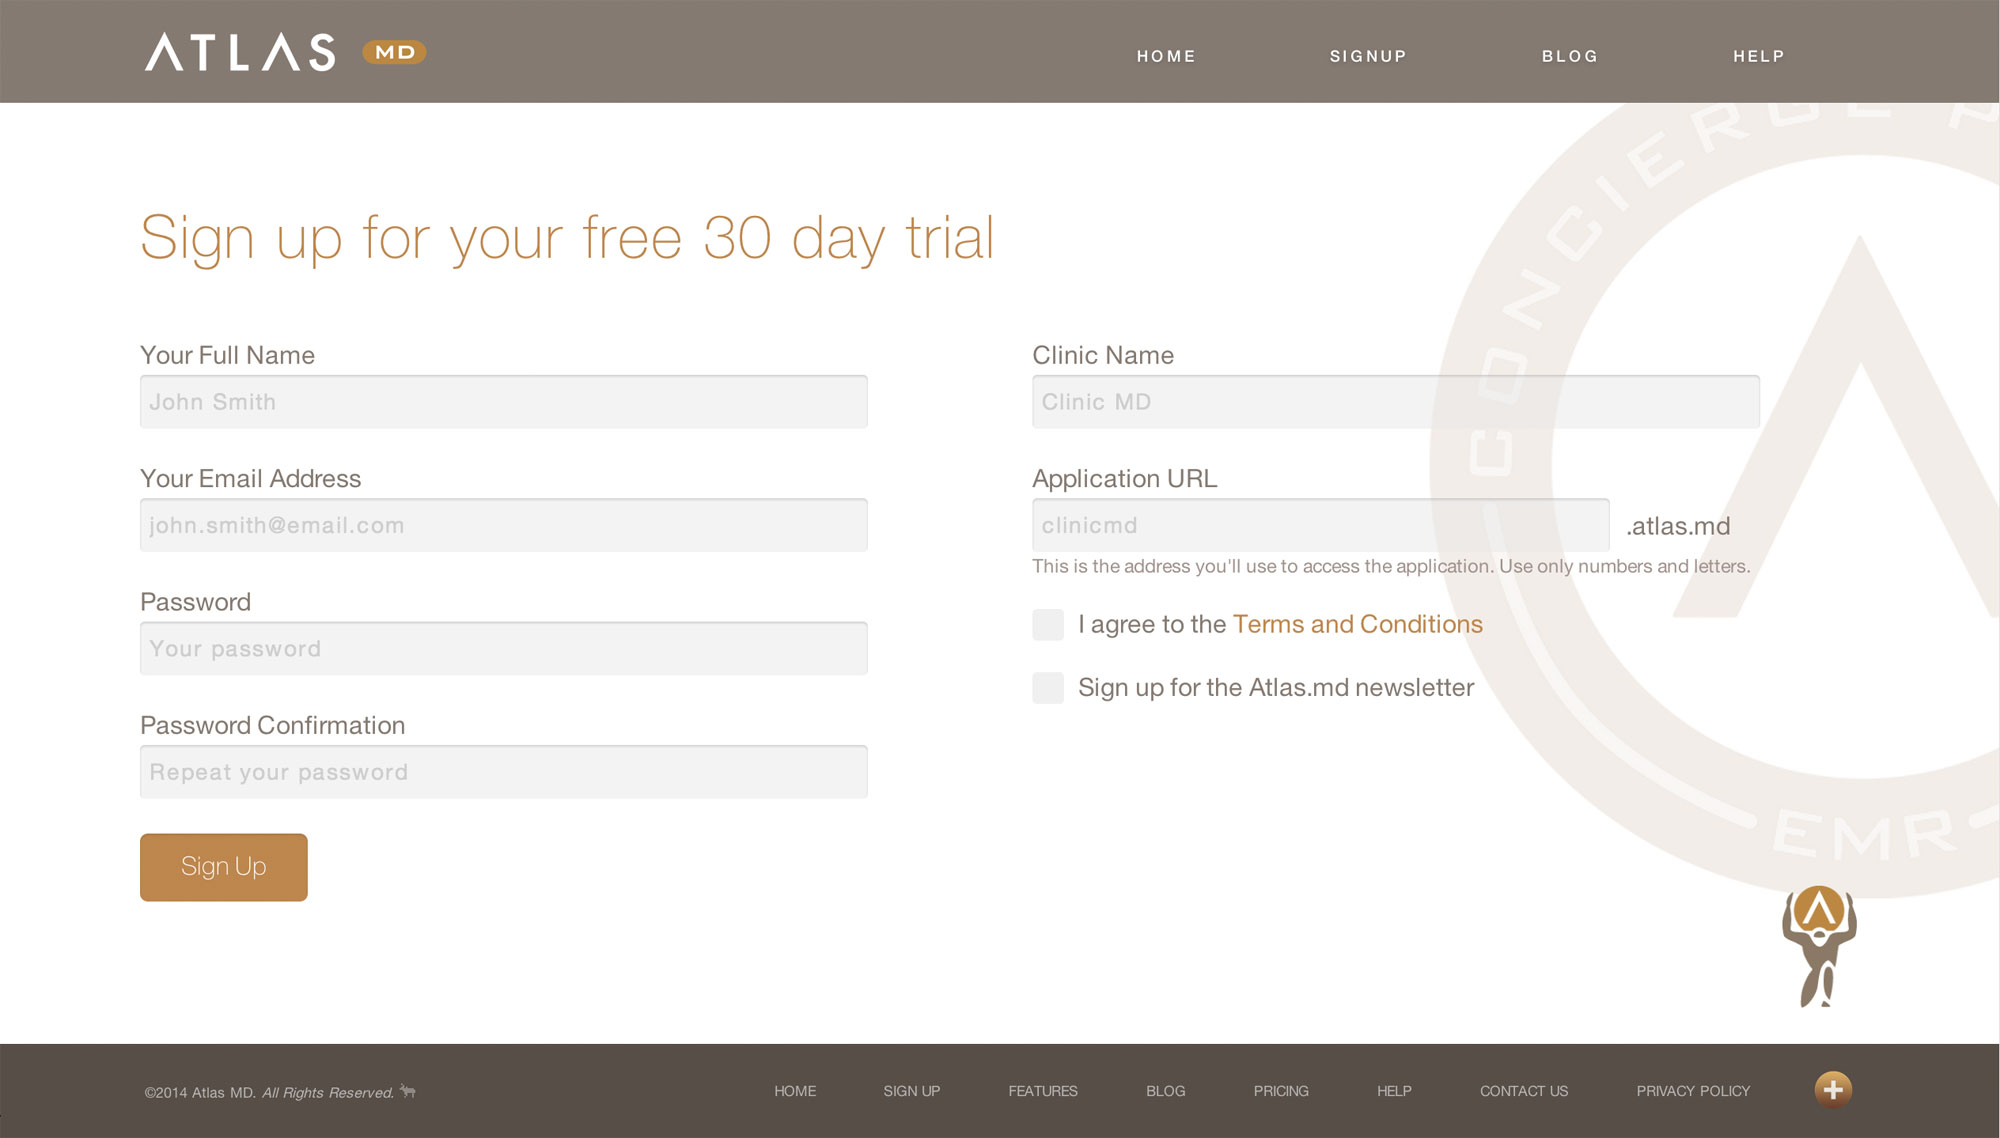 ATLAS MD
HOME SIGNUP BLOG HELP
CONCIERGE
Sign up for your free 30 day trial
Your Full Name
John Smith
Your Email Address
john.smith@email.com
Password
Your password
Password Confirmation
Repeat your password
Sign Up
Clinic Name
Clinic MD
Application URL
clinicmd .atlas.md
This is the address you'll use to access the application. Use only numbers and letters.
I agree to the Terms and Conditions
Sign up for the Atlas.md newsletter
EMR
©2014 Atlas MD. All Rights Reserved.
HOME SIGN UP FEATURES BLOG PRICING HELP CONTACT US PRIVACY POLICY